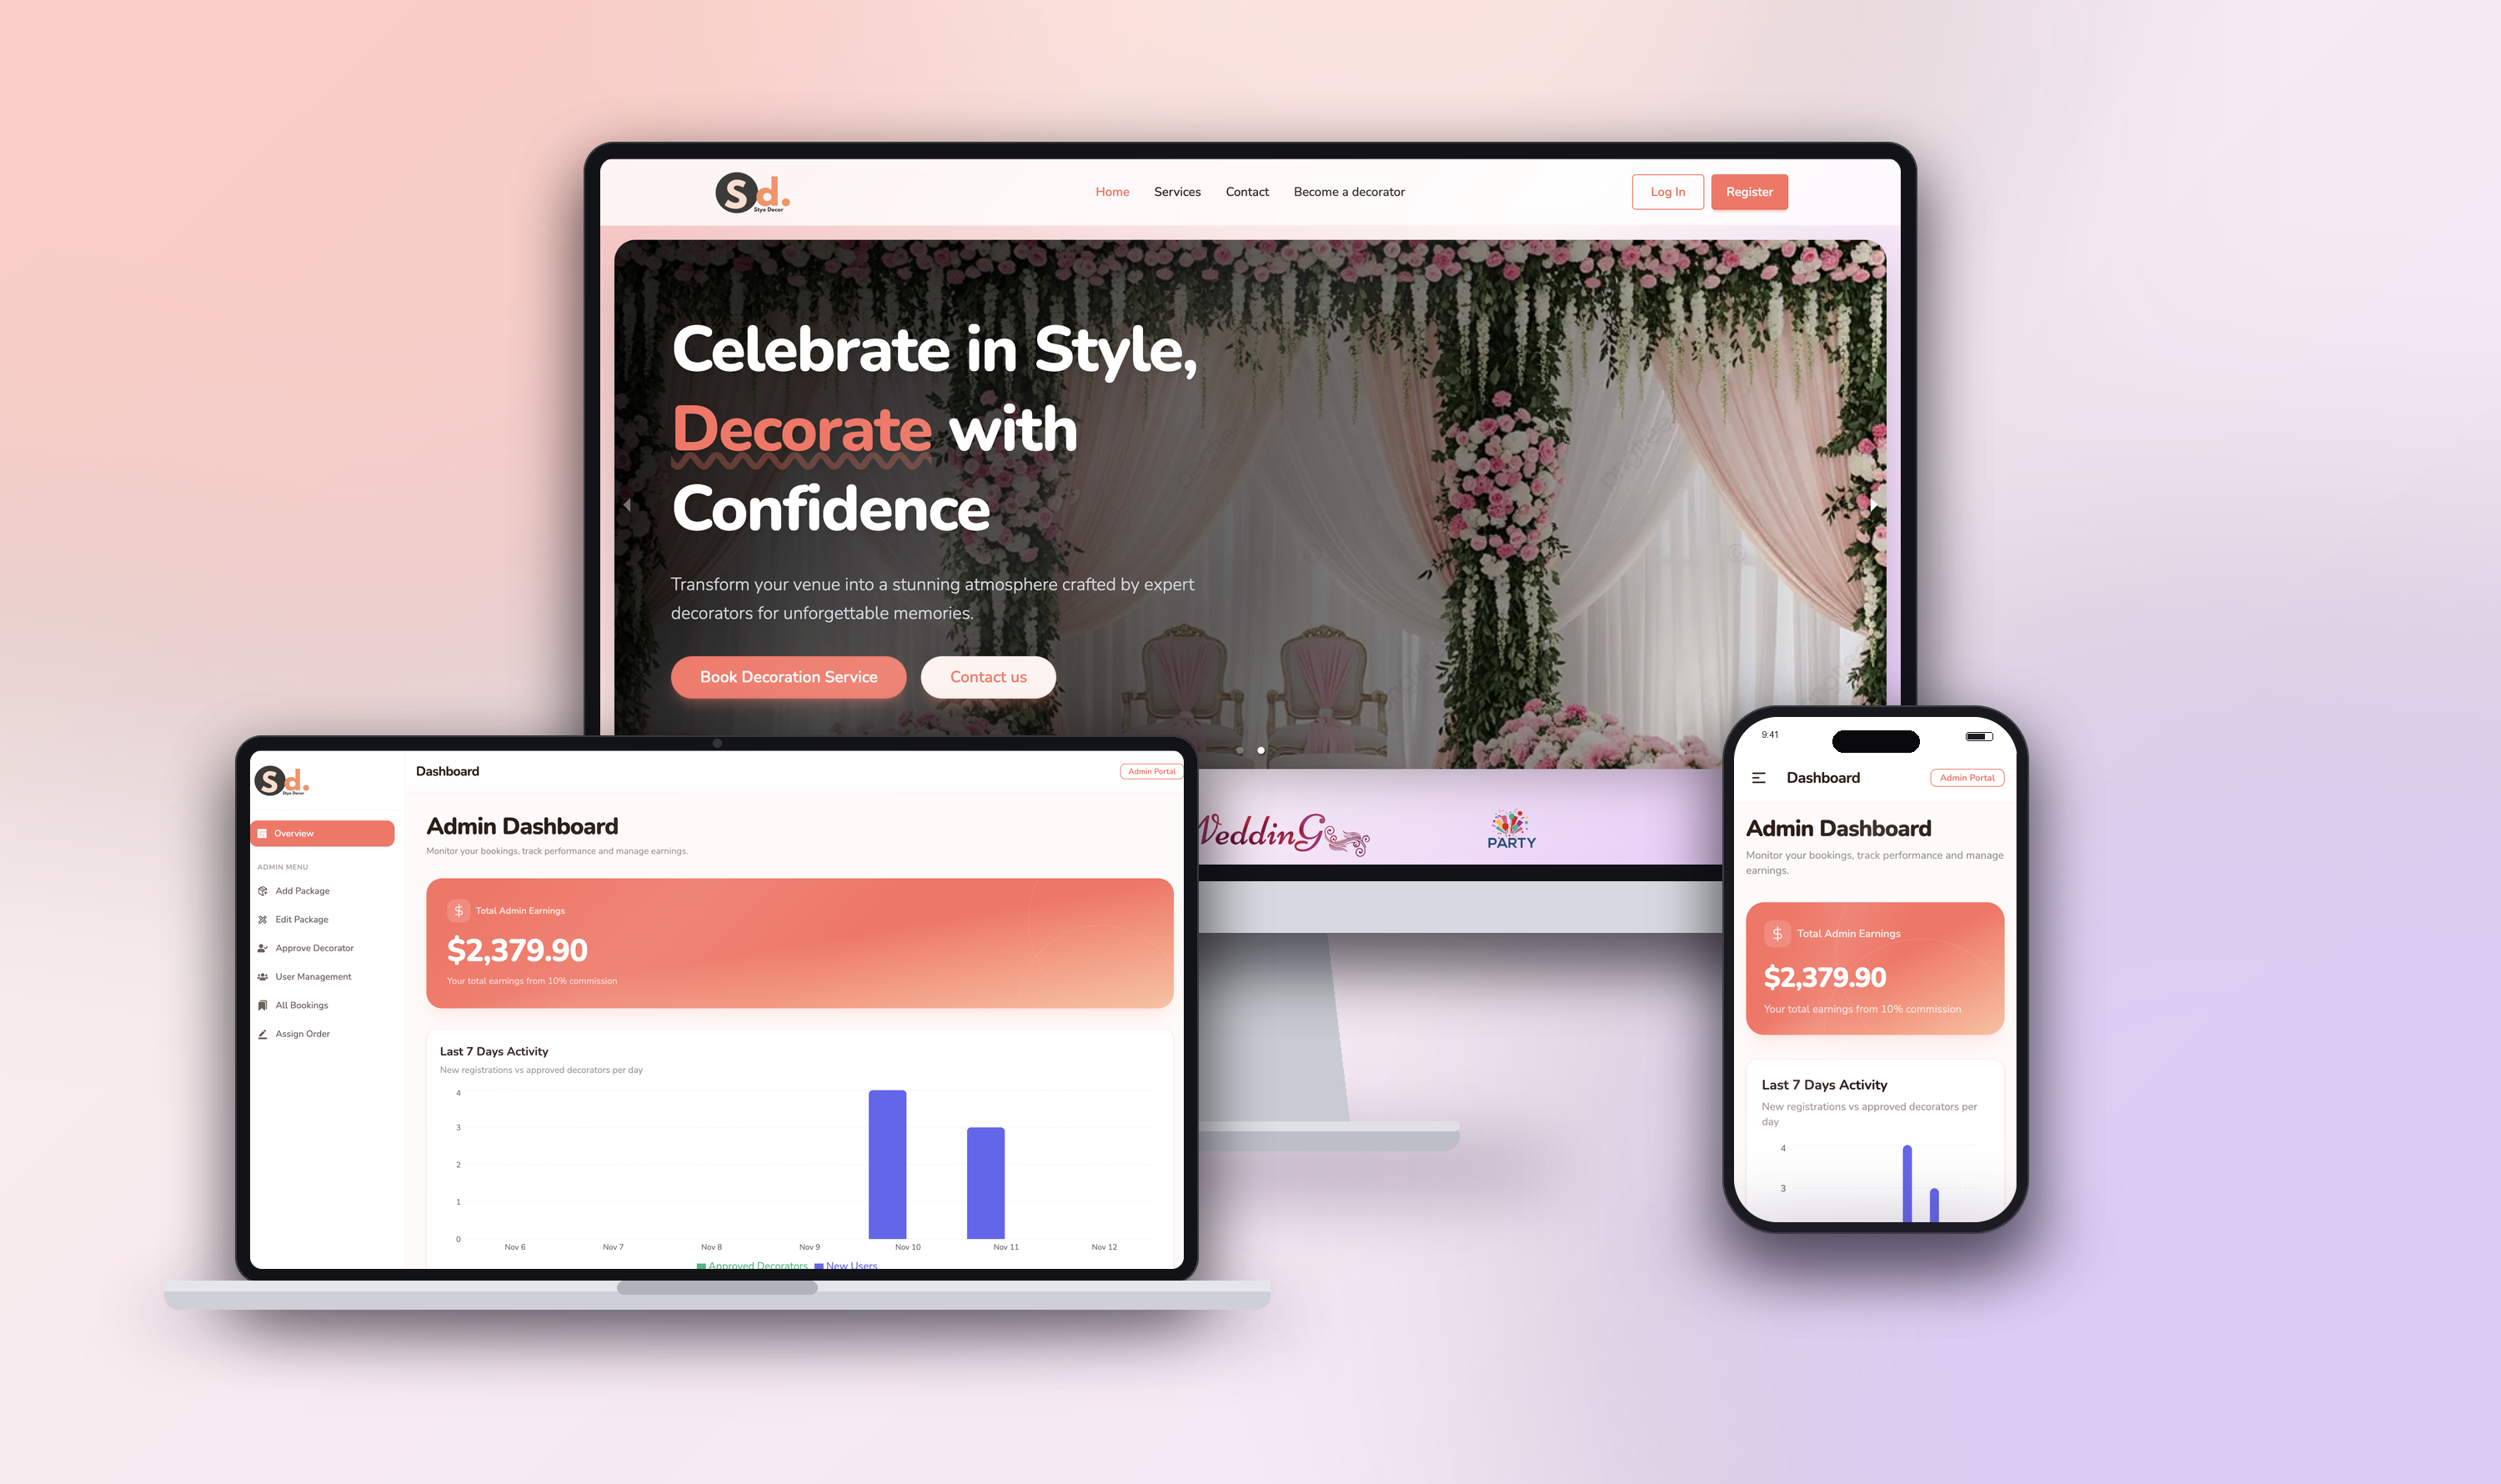 Sd.
Stye Decor
Home
Services
Contact
Become a decorator
Log In
Register
Celebrate in Style,
Decorate with
Confidence
Transform your venue into a stunning atmosphere crafted by expert
decorators for unforgettable memories.
Book Decoration Service
Contact us
WeddinG
PARTY
Sd.
Stye Decor
Dashboard
Admin Portal
Overview
ADMIN MENU
Add Package
Edit Package
Approve Decorator
User Management
All Bookings
Assign Order
Admin Dashboard
Monitor your bookings, track performance and manage earnings.
$
Total Admin Earnings
$2,379.90
Your total earnings from 10% commission
Last 7 Days Activity
New registrations vs approved decorators per day
4
3
2
1
0
Nov 6
Nov 7
Nov 8
Nov 9
Nov 10
Nov 11
Nov 12
Approved Decorators
New Users
9:41
Dashboard
Admin Portal
Admin Dashboard
Monitor your bookings, track performance and manage
earnings.
$
Total Admin Earnings
$2,379.90
Your total earnings from 10% commission
Last 7 Days Activity
New registrations vs approved decorators per
day
4
3